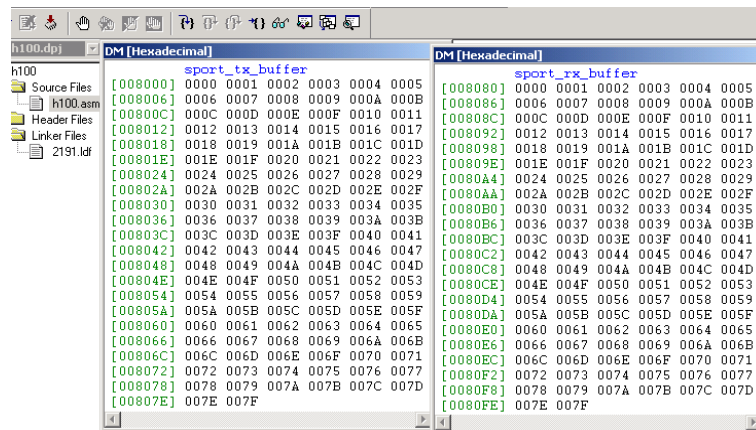 h100.dpj
h100
Source Files
h100.asm
Header Files
Linker Files
2191.ldf
DM [Hexadecimal]
sport_tx_buffer
[008000] 0000 0001 0002 0003 0004 0005
[008006] 0006 0007 0008 0009 000A 000B
[00800C] 000C 000D 000E 000F 0010 0011
[008012] 0012 0013 0014 0015 0016 0017
[008018] 0018 0019 001A 001B 001C 001D
[00801E] 001E 001F 0020 0021 0022 0023
[008024] 0024 0025 0026 0027 0028 0029
[00802A] 002A 002B 002C 002D 002E 002F
[008030] 0030 0031 0032 0033 0034 0035
[008036] 0036 0037 0038 0039 003A 003B
[00803C] 003C 003D 003E 003F 0040 0041
[008042] 0042 0043 0044 0045 0046 0047
[008048] 0048 0049 004A 004B 004C 004D
[00804E] 004E 004F 0050 0051 0052 0053
[008054] 0054 0055 0056 0057 0058 0059
[00805A] 005A 005B 005C 005D 005E 005F
[008060] 0060 0061 0062 0063 0064 0065
[008066] 0066 0067 0068 0069 006A 006B
[00806C] 006C 006D 006E 006F 0070 0071
[008072] 0072 0073 0074 0075 0076 0077
[008078] 0078 0079 007A 007B 007C 007D
[00807E] 007E 007F
DM [Hexadecimal]
sport_rx_buffer
[008080] 0000 0001 0002 0003 0004 0005
[008086] 0006 0007 0008 0009 000A 000B
[00808C] 000C 000D 000E 000F 0010 0011
[008092] 0012 0013 0014 0015 0016 0017
[008098] 0018 0019 001A 001B 001C 001D
[00809E] 001E 001F 0020 0021 0022 0023
[0080A4] 0024 0025 0026 0027 0028 0029
[0080AA] 002A 002B 002C 002D 002E 002F
[0080B0] 0030 0031 0032 0033 0034 0035
[0080B6] 0036 0037 0038 0039 003A 003B
[0080BC] 003C 003D 003E 003F 0040 0041
[0080C2] 0042 0043 0044 0045 0046 0047
[0080C8] 0048 0049 004A 004B 004C 004D
[0080CE] 004E 004F 0050 0051 0052 0053
[0080D4] 0054 0055 0056 0057 0058 0059
[0080DA] 005A 005B 005C 005D 005E 005F
[0080E0] 0060 0061 0062 0063 0064 0065
[0080E6] 0066 0067 0068 0069 006A 006B
[0080EC] 006C 006D 006E 006F 0070 0071
[0080F2] 0072 0073 0074 0075 0076 0077
[0080F8] 0078 0079 007A 007B 007C 007D
[0080FE] 007E 007F